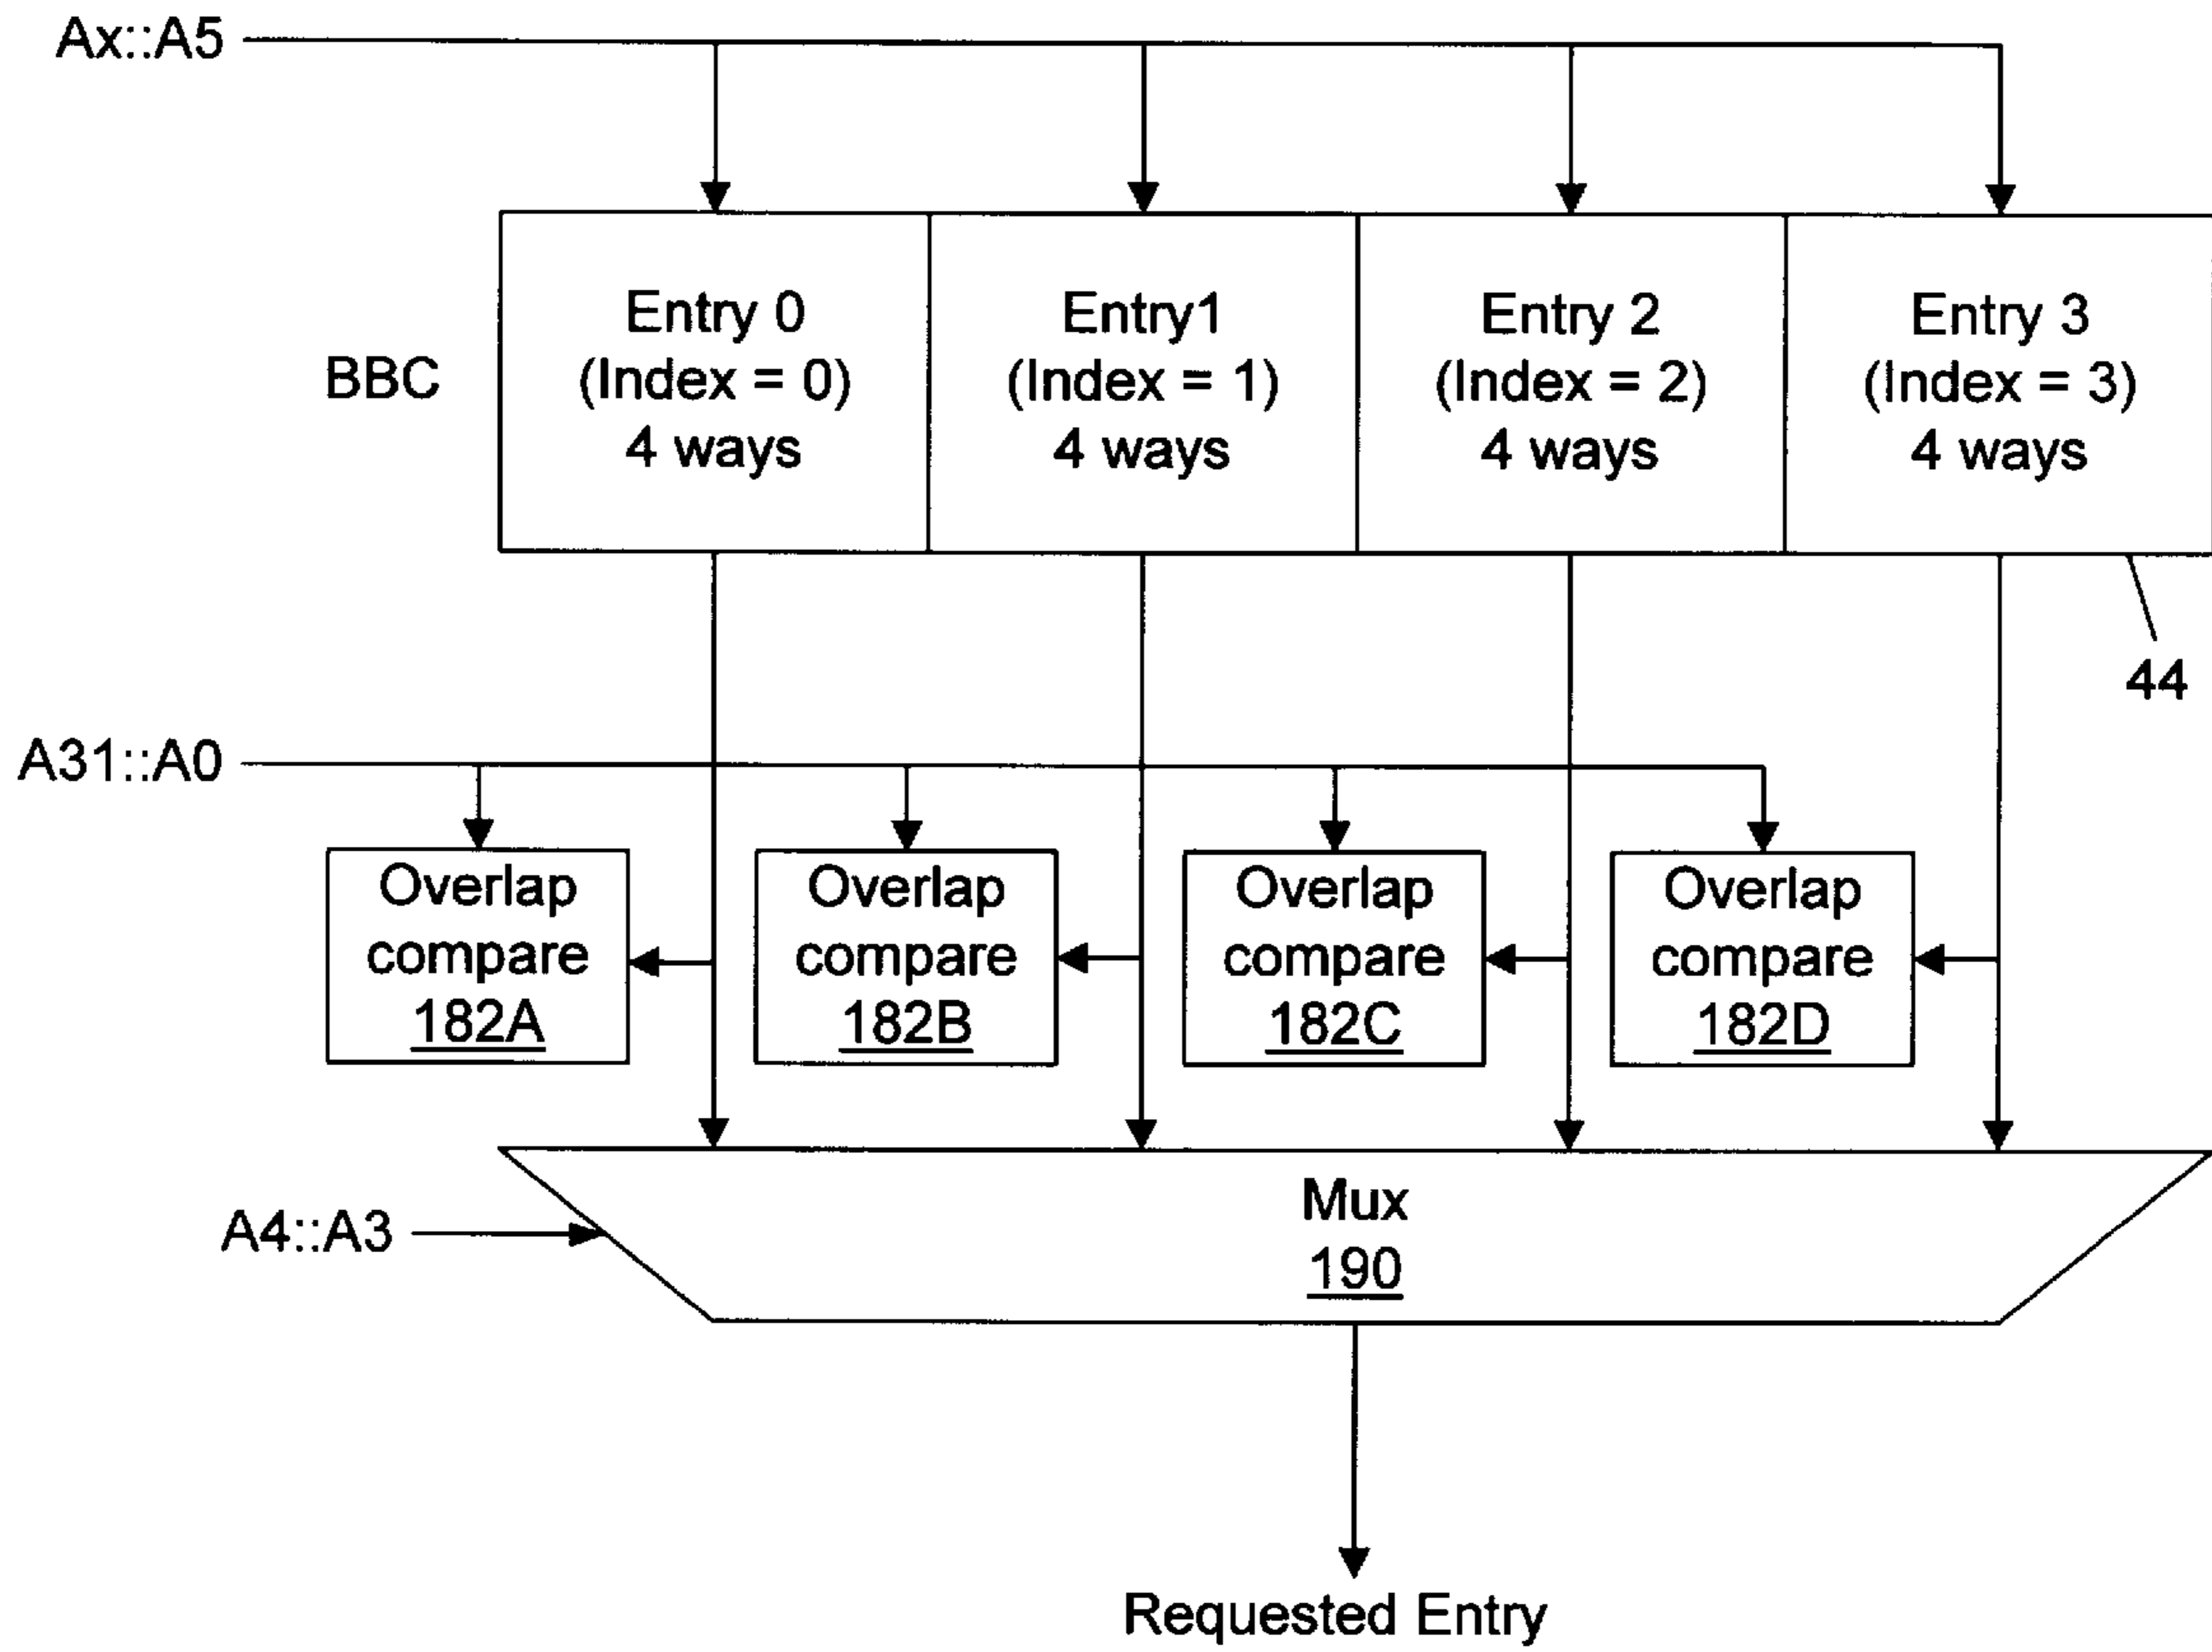 Ax::A5
Entry 0
(Index = 0)
4 ways
Entry1
(Index = 1)
4 ways
Entry 2
(Index = 2)
4 ways
Entry 3
(Index = 3)
4 ways
BBC
44
A31::A0
Overlap
compare
182A
Overlap
compare
182B
Overlap
compare
182C
Overlap
compare
182D
A4::A3
Mux
190
Requested Entry